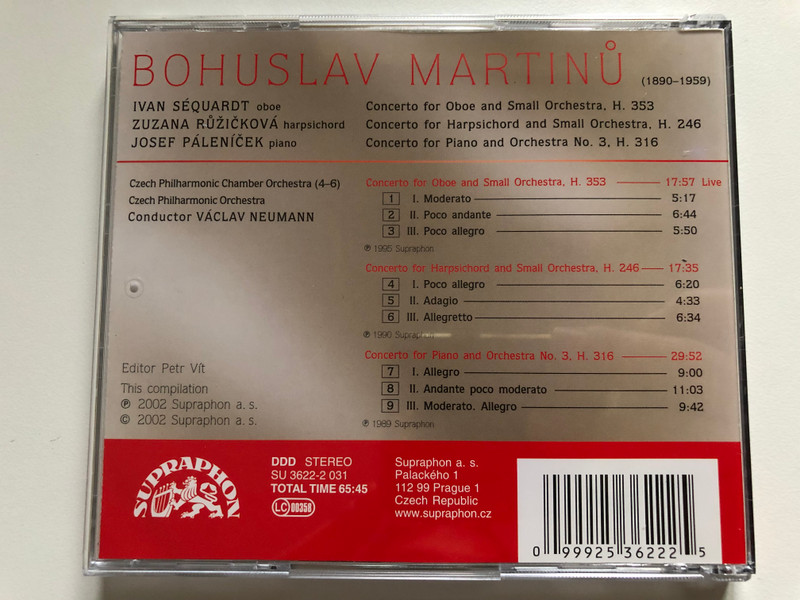 BOHUSLAV MARTINŮ (1890–1959)
IVAN SÉQUARDT oboe
ZUZANA RŮŽIČKOVÁ harpsichord
JOSEF PÁLENÍČEK piano
Concerto for Oboe and Small Orchestra, H. 353
Concerto for Harpsichord and Small Orchestra, H. 246
Concerto for Piano and Orchestra No. 3, H. 316
Czech Philharmonic Chamber Orchestra (4–6)
Czech Philharmonic Orchestra
Conductor VÁCLAV NEUMANN
Concerto for Oboe and Small Orchestra, H. 353 17:57 Live
1 I. Moderato 5:17
2 II. Poco andante 6:44
3 III. Poco allegro 5:50
℗ 1995 Supraphon
Concerto for Harpsichord and Small Orchestra, H. 246 17:35
4 I. Poco allegro 6:20
5 II. Adagio 4:33
6 III. Allegretto 6:34
℗ 1990 Supraphon
Concerto for Piano and Orchestra No. 3, H. 316 29:52
7 I. Allegro 9:00
8 II. Andante poco moderato 11:03
9 III. Moderato. Allegro 9:42
℗ 1989 Supraphon
Editor Petr Vít
This compilation
℗ 2002 Supraphon a. s.
© 2002 Supraphon a. s.
SUPRAPHON
DDD STEREO
SU 3622-2 031
TOTAL TIME 65:45
LC 00358
Supraphon a. s.
Palackého 1
112 99 Prague 1
Czech Republic
www.supraphon.cz
0 99925 36222 5